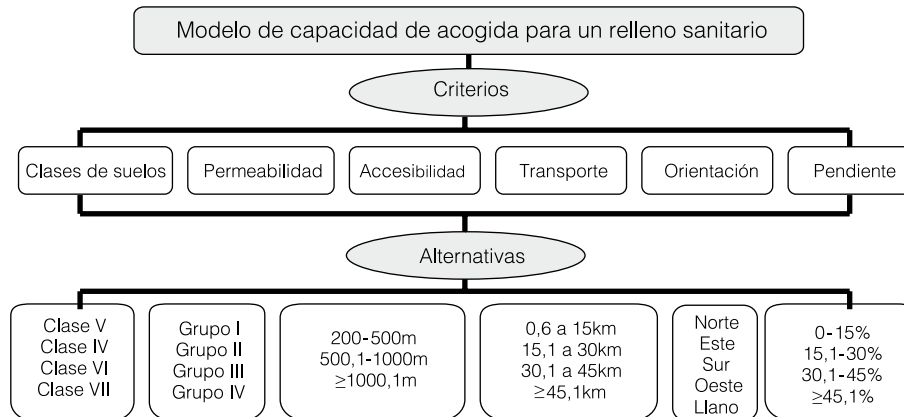 Modelo de capacidad de acogida para un relleno sanitario
Criterios
Clases de suelos
Permeabilidad
Accesibilidad
Transporte
Orientación
Pendiente
Alternativas
Clase V
Clase IV
Clase VI
Clase VII
Grupo I
Grupo II
Grupo III
Grupo IV
200-500m
500,1-1000m
≥1000,1m
0,6 a 15km
15,1 a 30km
30,1 a 45km
≥45,1km
Norte
Este
Sur
Oeste
Llano
0-15%
15,1-30%
30,1-45%
≥45,1%